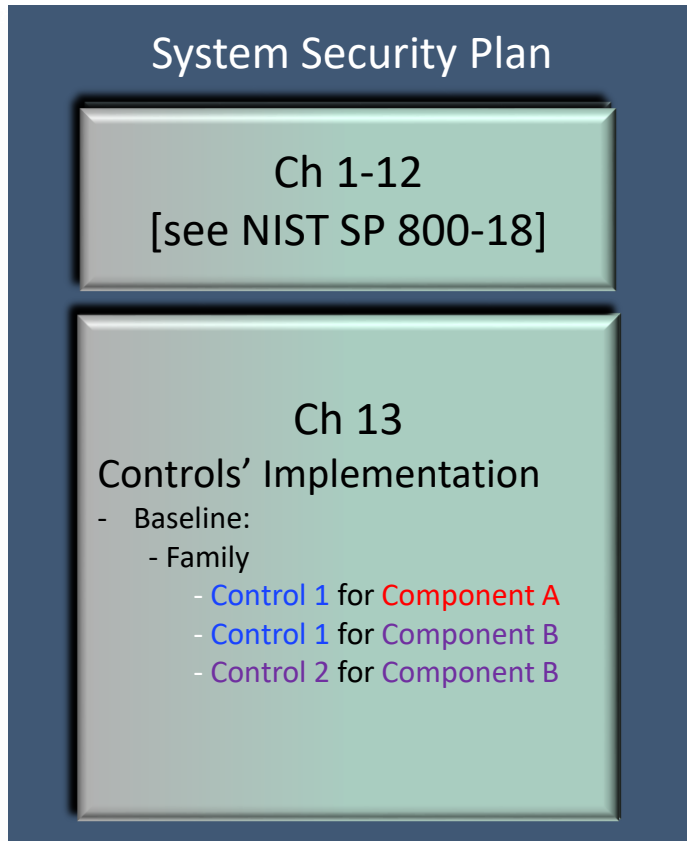 System Security Plan
Ch 1-12
[see NIST SP 800-18]
Ch 13
Controls’ Implementation
- Baseline:
- Family
- Control 1 for Component A
- Control 1 for Component B
- Control 2 for Component B